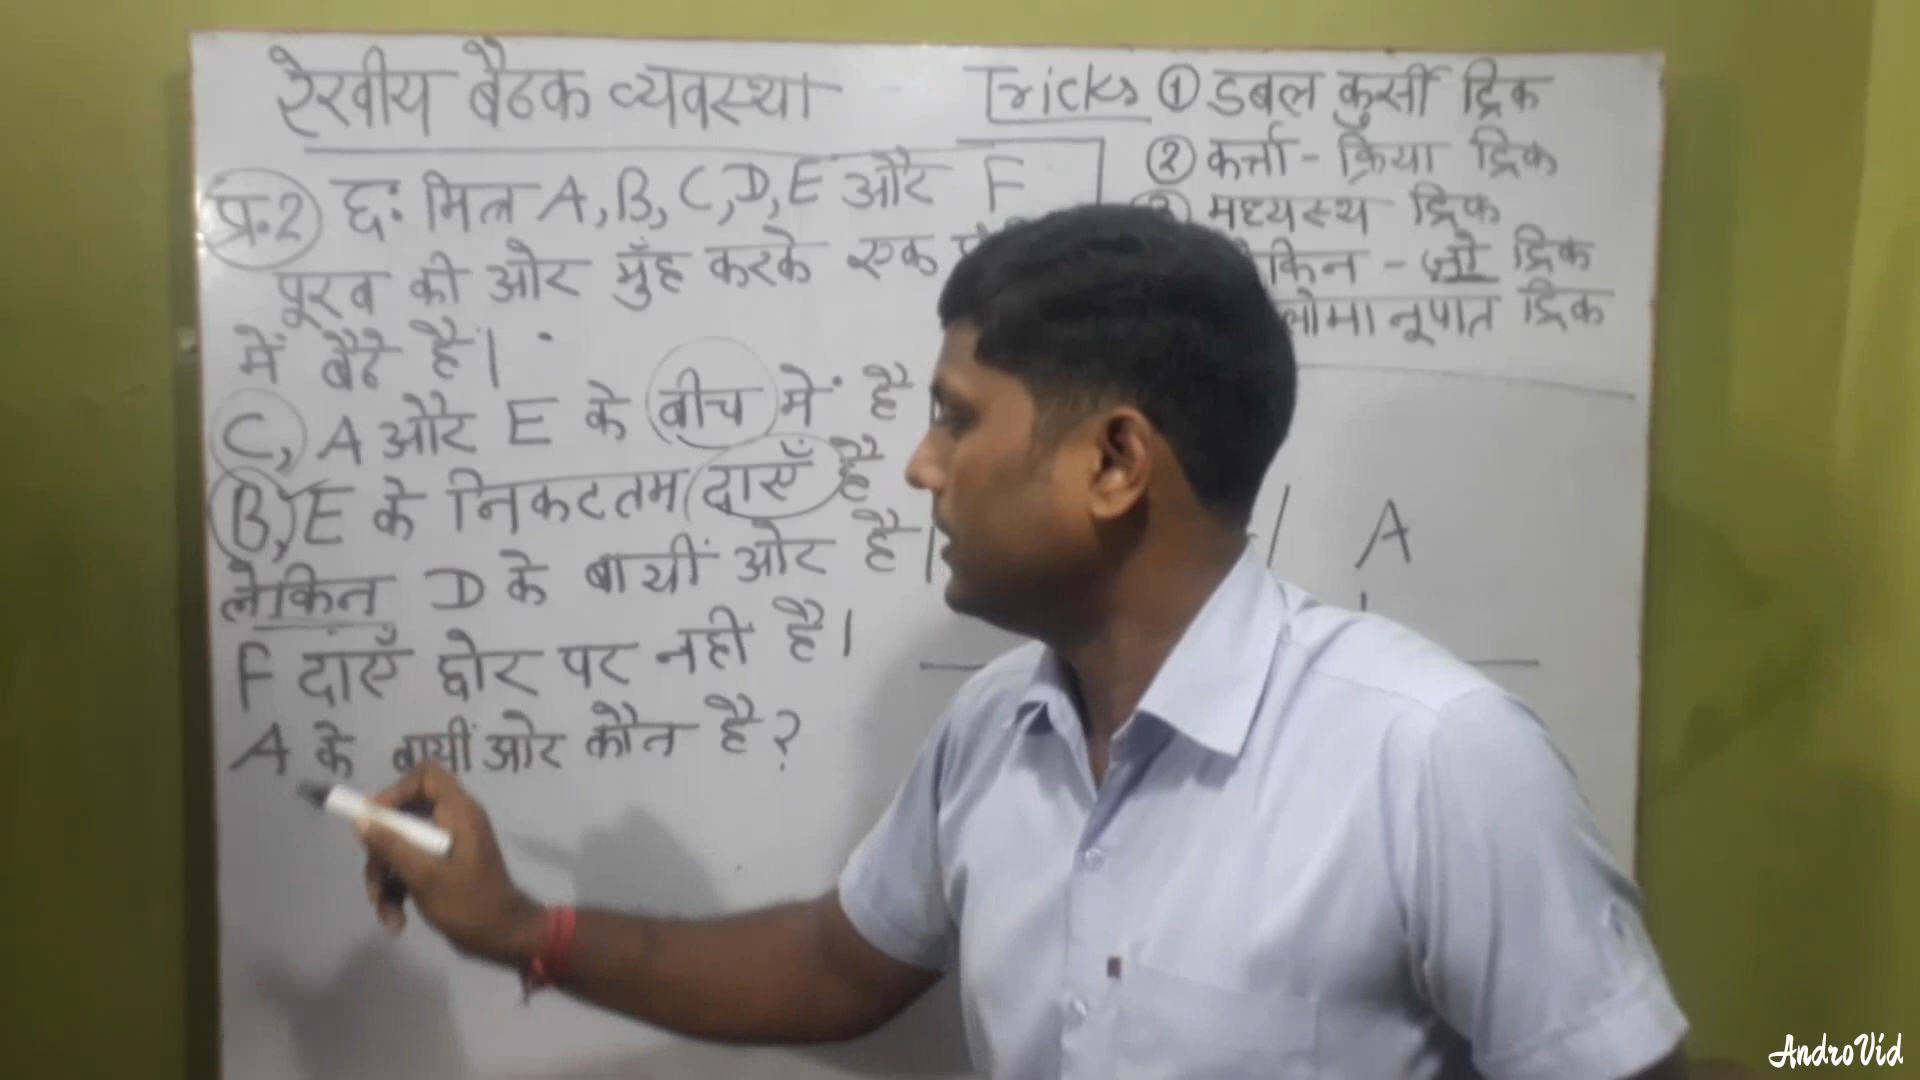 रेखीय बैठक व्यवस्था
Tricks ① डबल कुर्सी ट्रिक
② कर्त्ता - क्रिया ट्रिक
मध्यस्थ ट्रिक
किन - जो ट्रिक
लोमानूपात ट्रिक
प्र.2 छः मित्र A, B, C, D, E और F
पूरब की ओर मुँह करके एक
में बैठे हैं।
C, A और E के बीच में है
B, E के निकटतम दाएँ है
लेकिन D के बायीं ओर है।
F दाएँ छोर पर नहीं है।
A के बायीं ओर कौन है?
A
AndroVid